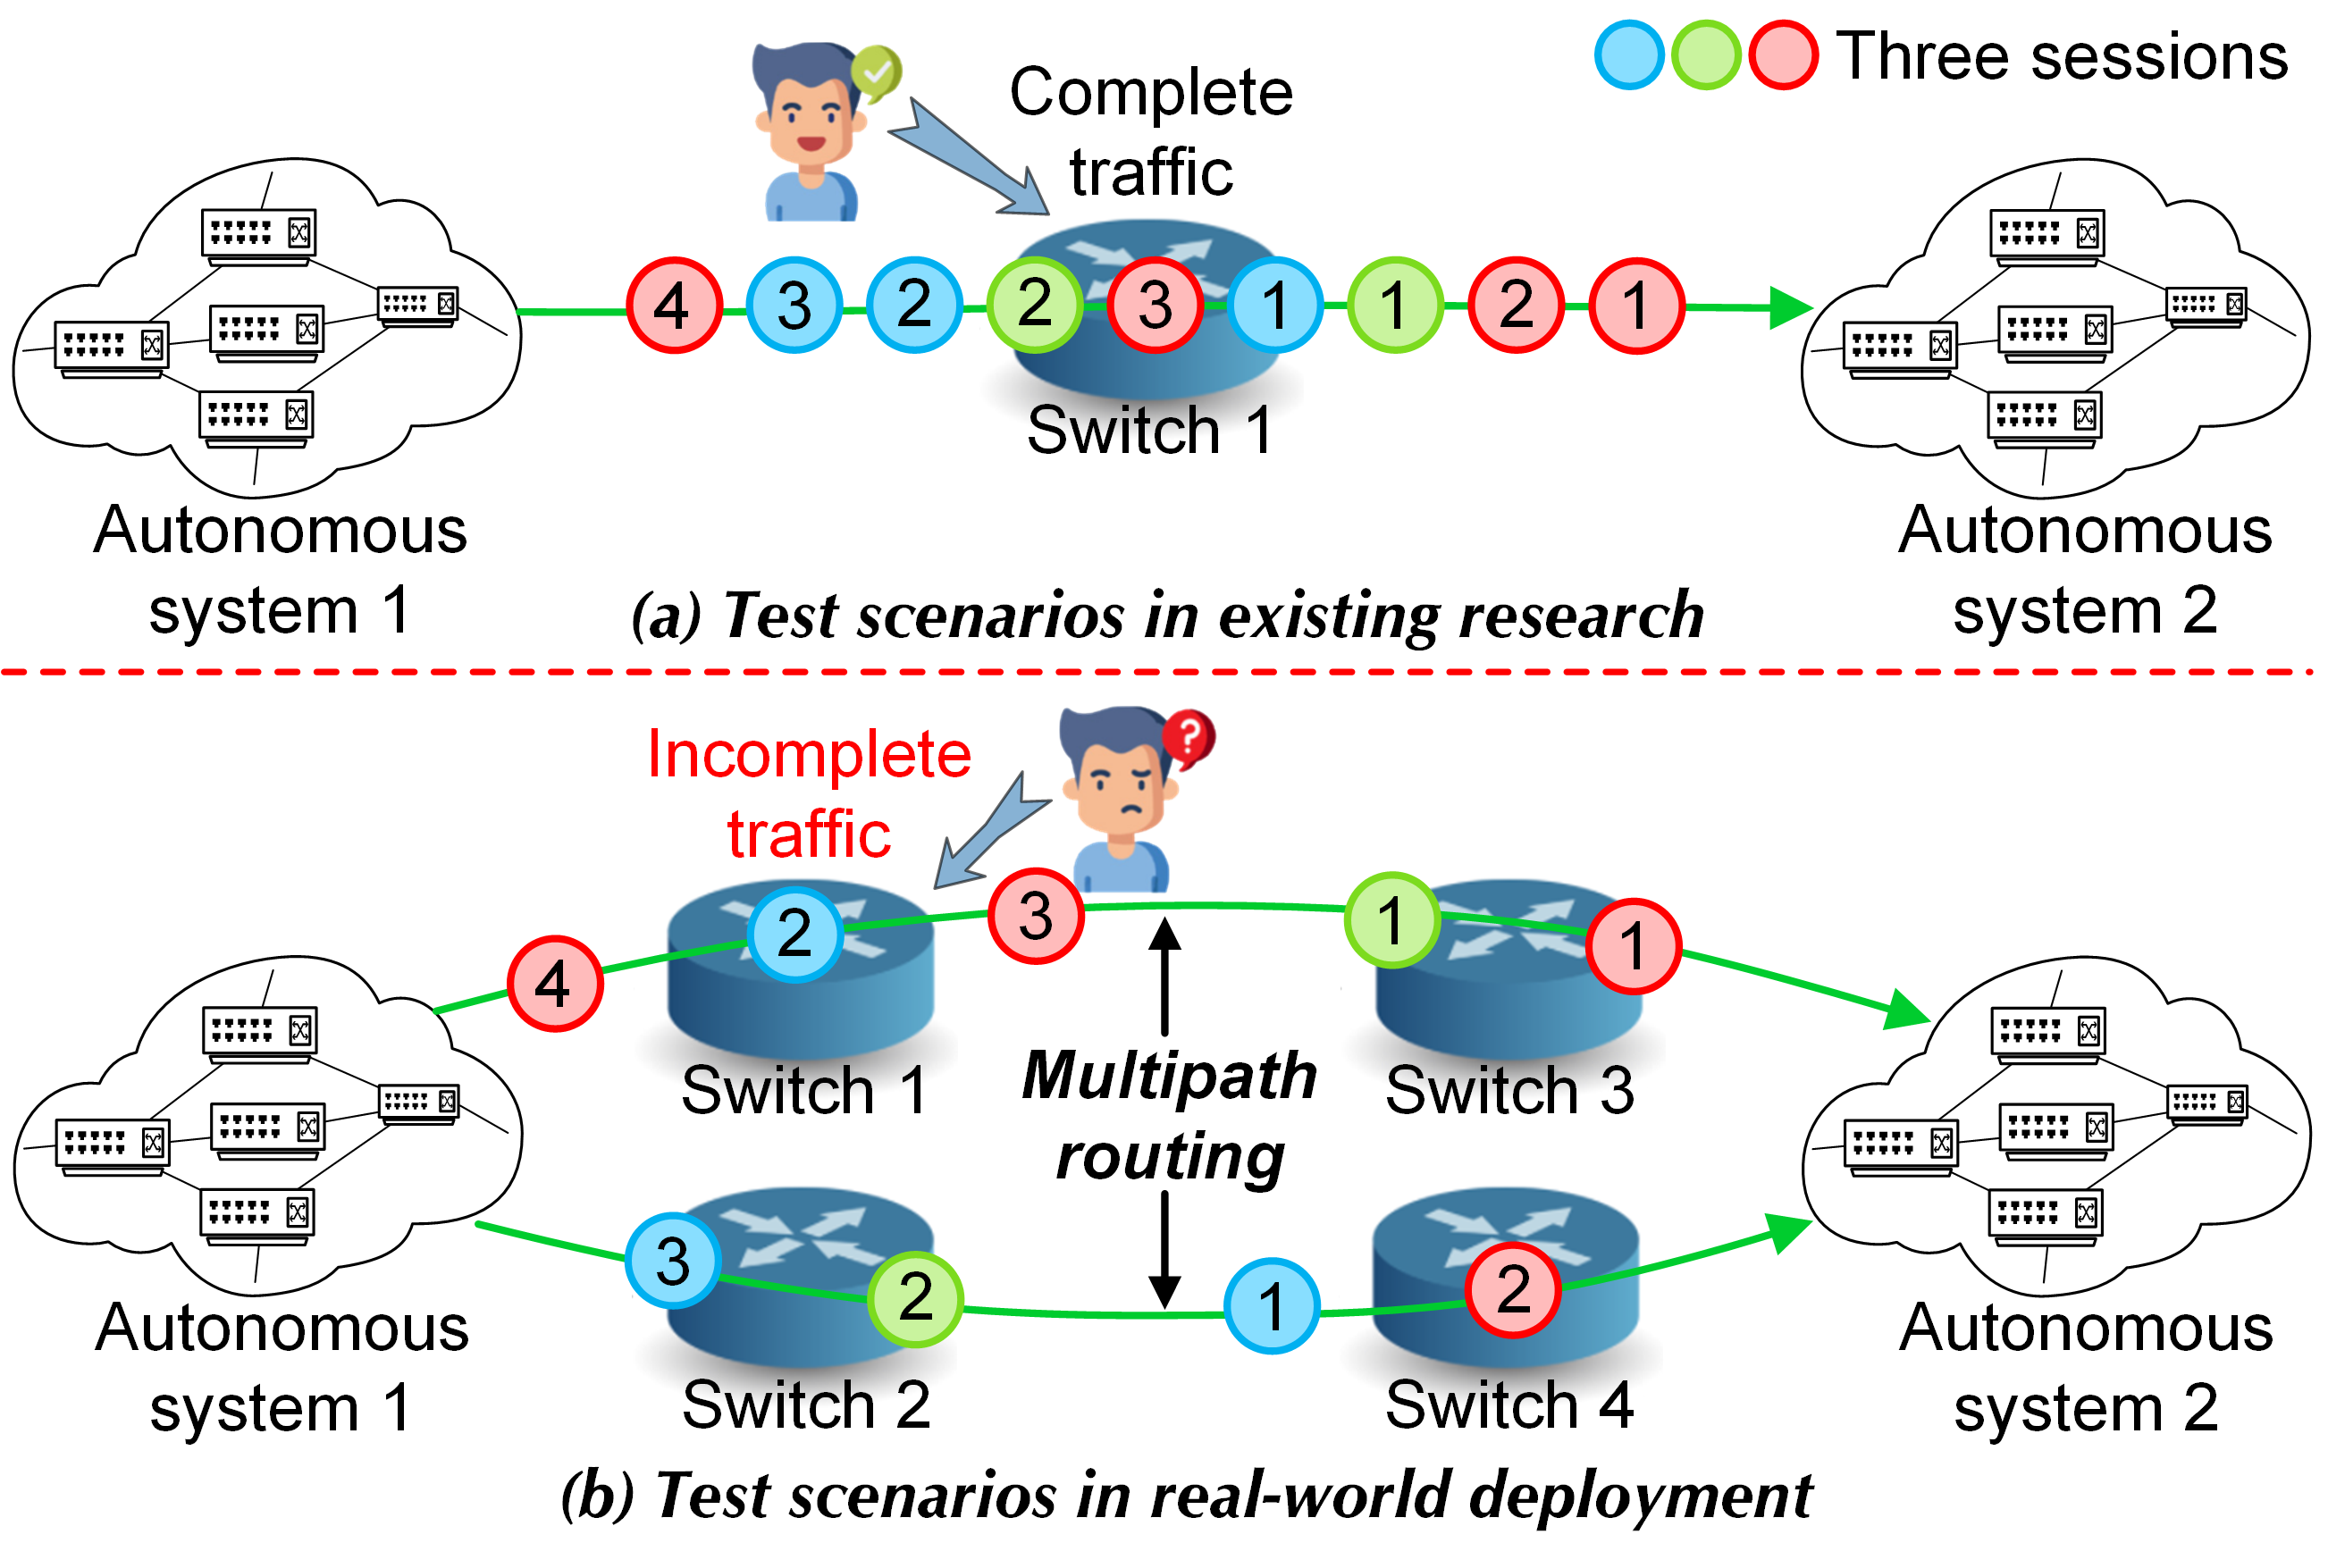 Three sessions
Complete
traffic
4 3 2 2 3 1 1 2 1
Switch 1
Autonomous
system 1
Autonomous
system 2
(a) Test scenarios in existing research
Incomplete
traffic
?
4 2 3 1 1
Switch 1
Switch 3
Multipath
routing
3 2 1 2
Switch 2
Switch 4
Autonomous
system 1
Autonomous
system 2
(b) Test scenarios in real-world deployment